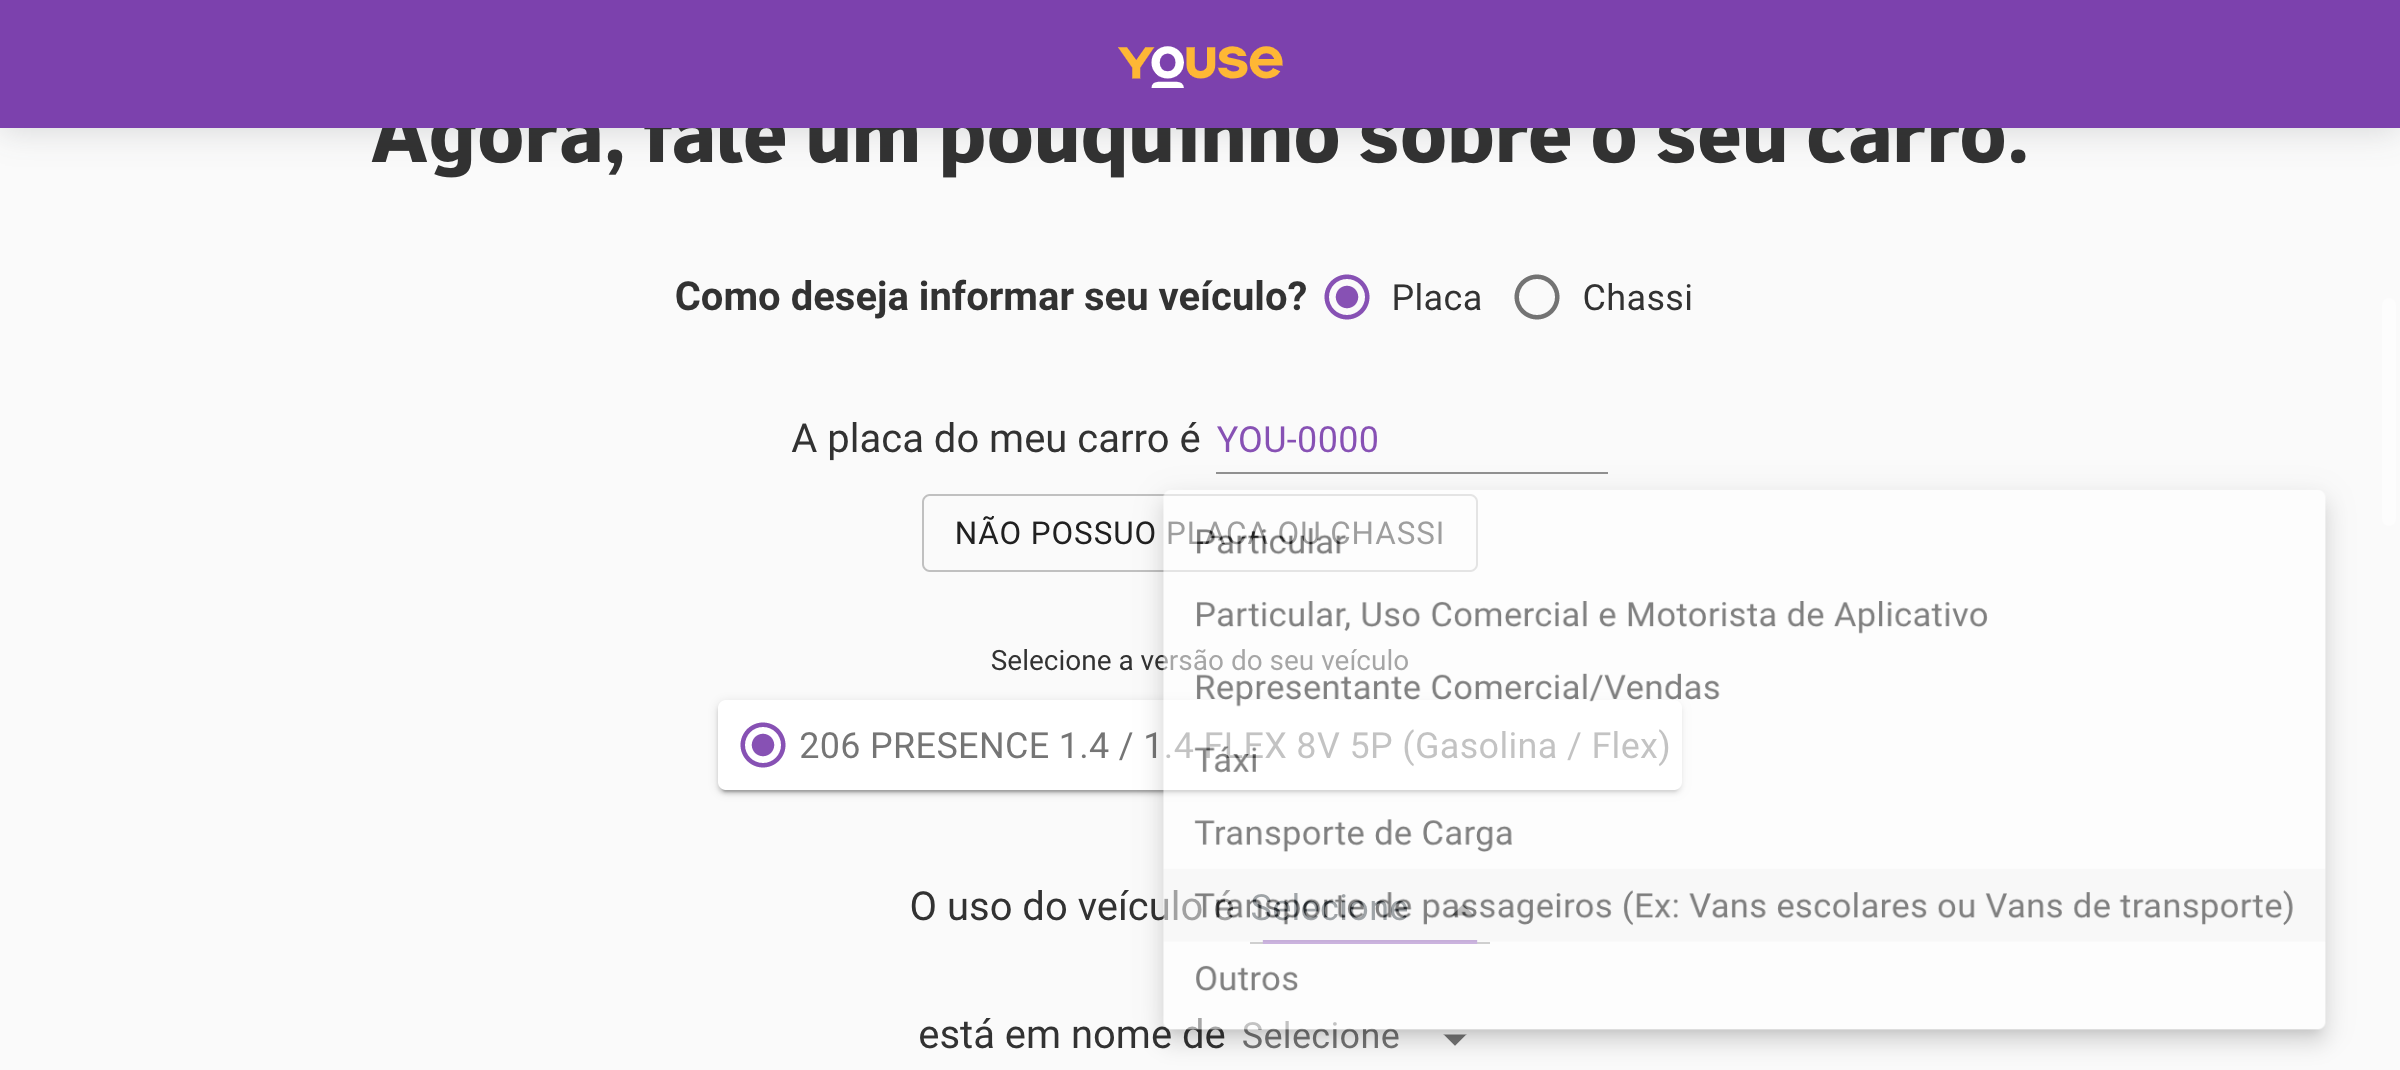 YOUSE
Agora, fale um pouquinho sobre o seu carro.
Como deseja informar seu veículo? Placa Chassi
A placa do meu carro é YOU-0000
NÃO POSSUO PLACA OU CHASSI
Particular
Particular, Uso Comercial e Motorista de Aplicativo
Selecione a versão do seu veículo
Representante Comercial/Vendas
206 PRESENCE 1.4 / 1.4 FLEX 8V 5P (Gasolina / Flex)
Táxi
Transporte de Carga
O uso do veículo é Selecione
Transporte de passageiros (Ex: Vans escolares ou Vans de transporte)
Outros
está em nome de Selecione